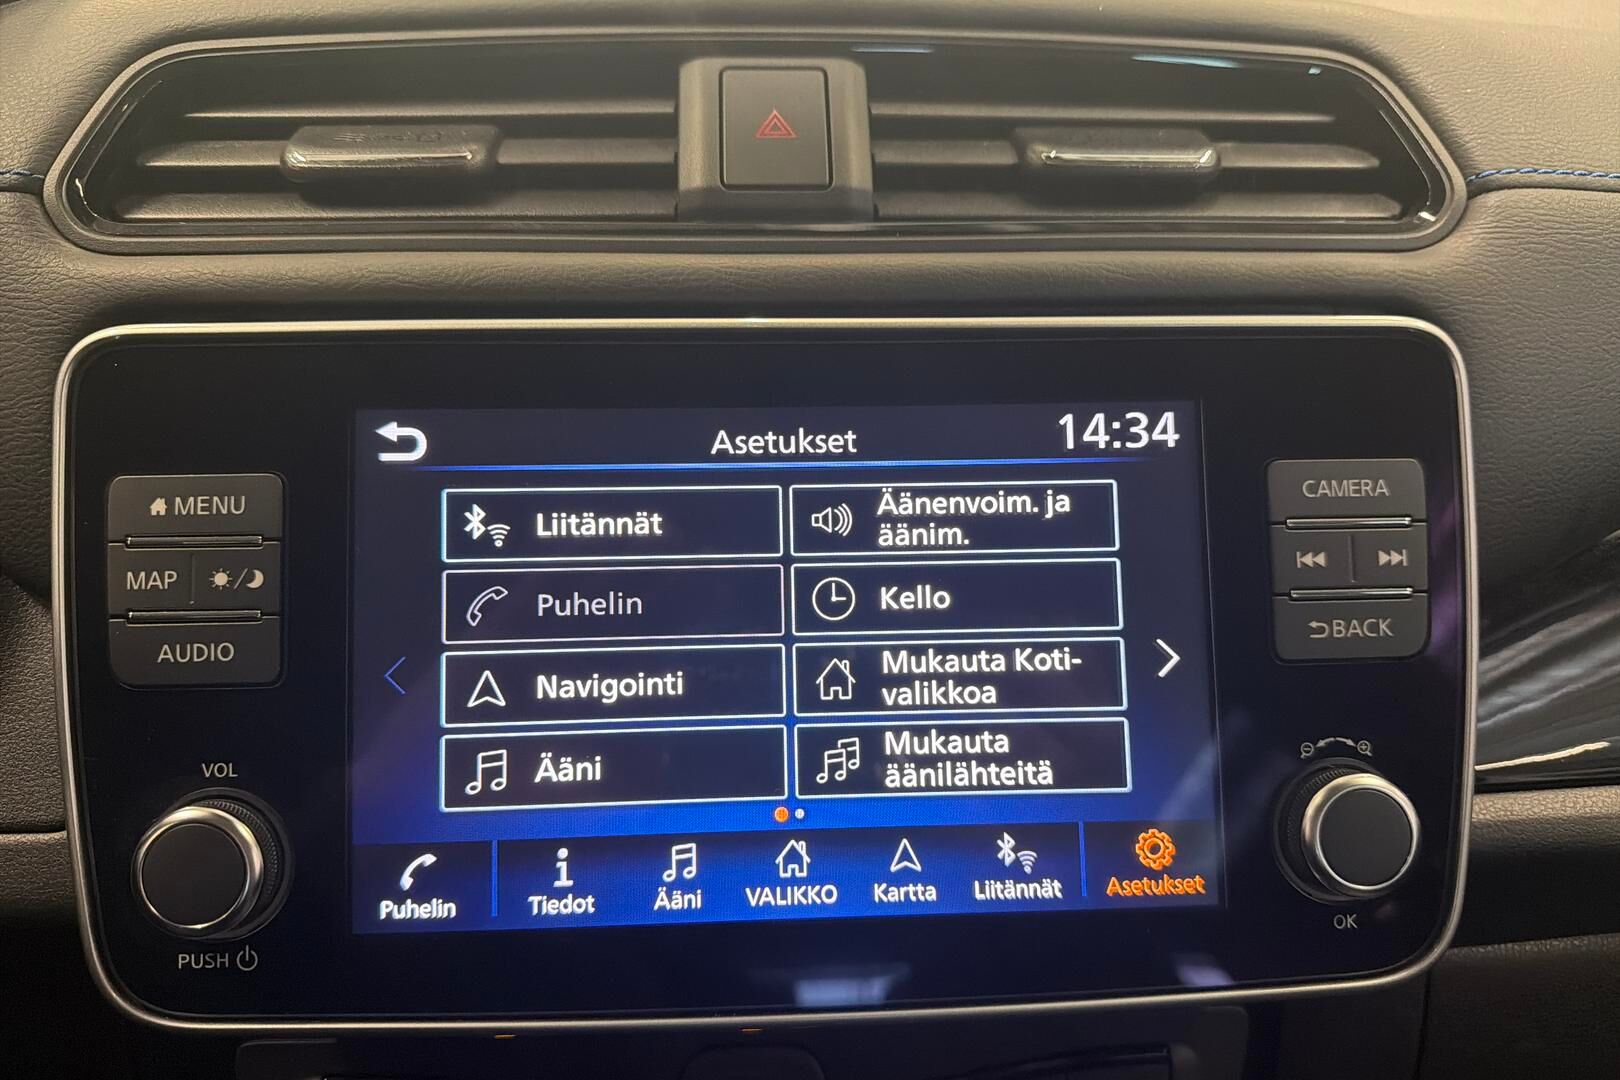 Asetukset
14:34
MENU
MAP
AUDIO
VOL
PUSH
Liitännät
Äänenvoim. ja
äänim.
Puhelin
Kello
Navigointi
Mukauta Koti-
valikkoa
Ääni
Mukauta
äänilähteitä
Puhelin
Tiedot
Ääni
VALIKKO
Kartta
Liitännät
Asetukset
CAMERA
BACK
OK